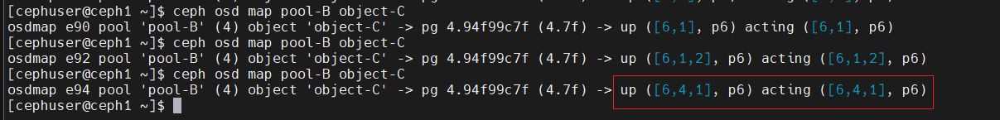 [cephuser@ceph1 ~]$ ceph osd map pool-B object-C
osdmap e90 pool 'pool-B' (4) object 'object-C' -> pg 4.94f99c7f (4.7f) -> up ([6,1], p6) acting ([6,1], p6)
[cephuser@ceph1 ~]$ ceph osd map pool-B object-C
osdmap e92 pool 'pool-B' (4) object 'object-C' -> pg 4.94f99c7f (4.7f) -> up ([6,1,2], p6) acting ([6,1,2], p6)
[cephuser@ceph1 ~]$ ceph osd map pool-B object-C
osdmap e94 pool 'pool-B' (4) object 'object-C' -> pg 4.94f99c7f (4.7f) -> up ([6,4,1], p6) acting ([6,4,1], p6)
[cephuser@ceph1 ~]$